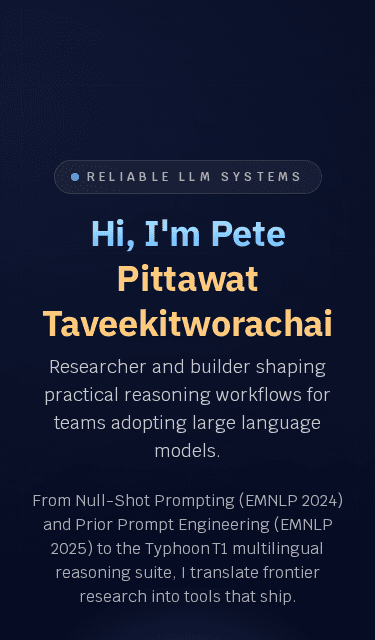 RELIABLE LLM SYSTEMS
Hi, I'm Pete
Pittawat
Taveekitworachai
Researcher and builder shaping
practical reasoning workflows for
teams adopting large language
models.
From Null-Shot Prompting (EMNLP 2024)
and Prior Prompt Engineering (EMNLP
2025) to the Typhoon T1 multilingual
reasoning suite, I translate frontier
research into tools that ship.